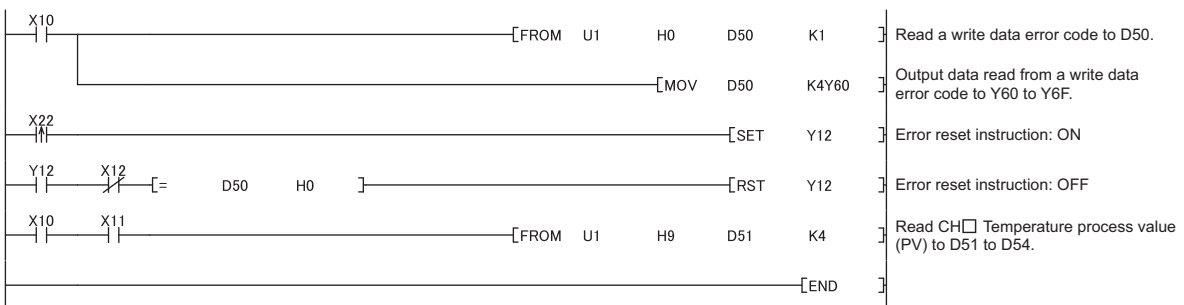 X10
[FROM U1 H0 D50 K1 ] Read a write data error code to D50.
[MOV D50 K4Y60 ] Output data read from a write data
error code to Y60 to Y6F.
X22
[SET Y12 ] Error reset instruction: ON
Y12 X12
[= D50 H0 ] [RST Y12 ] Error reset instruction: OFF
X10 X11
[FROM U1 H9 D51 K4 ] Read CH□ Temperature process value
(PV) to D51 to D54.
[END ]